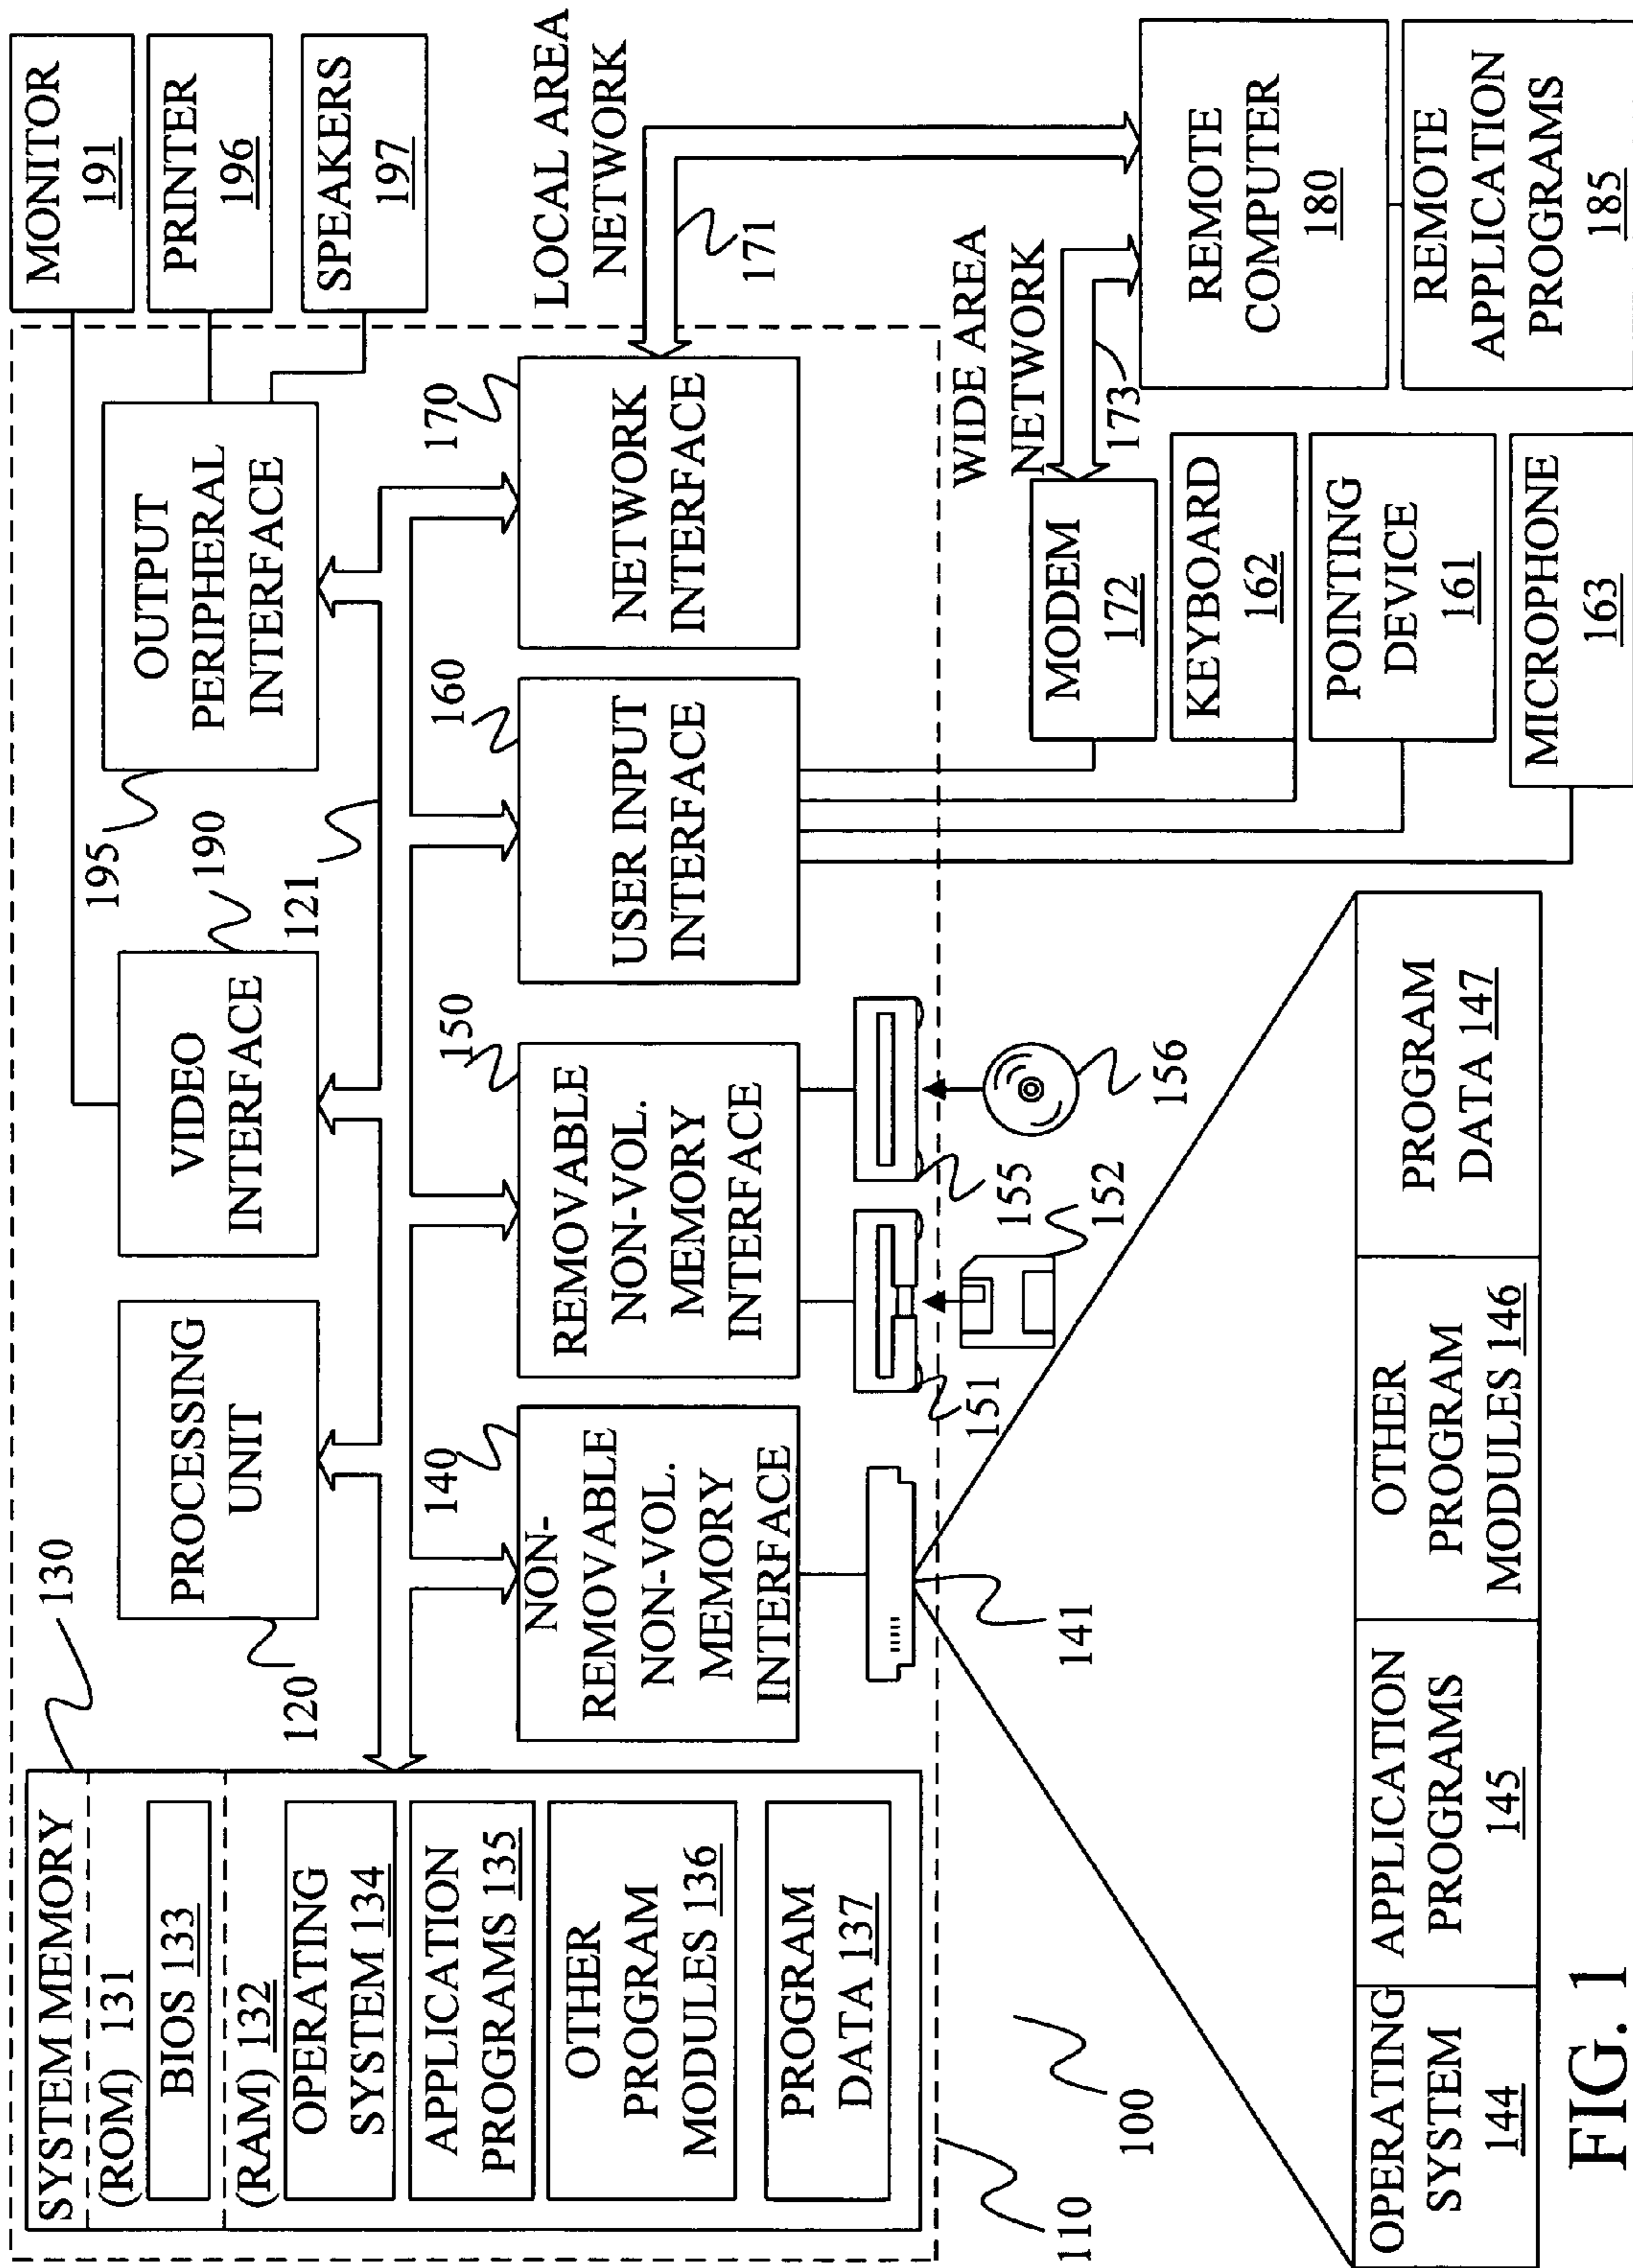 SYSTEM MEMORY
(ROM) 131
BIOS 133
(RAM) 132
OPERATING
SYSTEM 134
APPLICATION
PROGRAMS 135
OTHER
PROGRAM
MODULES 136
PROGRAM
DATA 137
130
PROCESSING
UNIT
120
VIDEO
INTERFACE
190
121
OUTPUT
PERIPHERAL
INTERFACE
195
MONITOR
191
PRINTER
196
SPEAKERS
197
NON-
REMOVABLE
NON-VOL.
MEMORY
INTERFACE
140
REMOVABLE
NON-VOL.
MEMORY
INTERFACE
150
USER INPUT
INTERFACE
160
NETWORK
INTERFACE
170
LOCAL AREA
NETWORK
171
141
151
152
155
156
WIDE AREA
NETWORK
173
MODEM
172
KEYBOARD
162
POINTING
DEVICE
161
MICROPHONE
163
REMOTE
COMPUTER
180
REMOTE
APPLICATION
PROGRAMS
185
110
100
OPERATING
SYSTEM
144
APPLICATION
PROGRAMS
145
OTHER
PROGRAM
MODULES 146
PROGRAM
DATA 147
FIG. 1